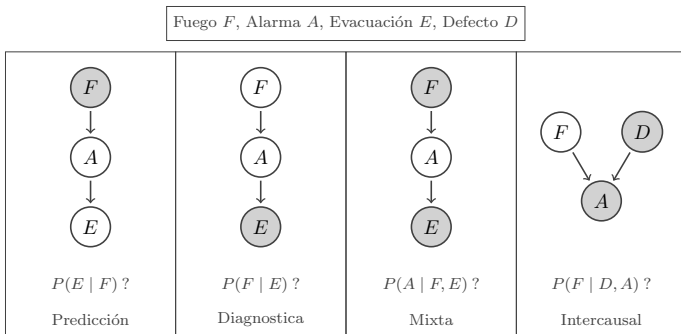 Fuego F, Alarma A, Evacuación E, Defecto D
F
A
E
P(E | F) ?
Predicción
F
A
E
P(F | E) ?
Diagnostica
F
A
E
P(A | F, E) ?
Mixta
F
D
A
P(F | D, A) ?
Intercausal